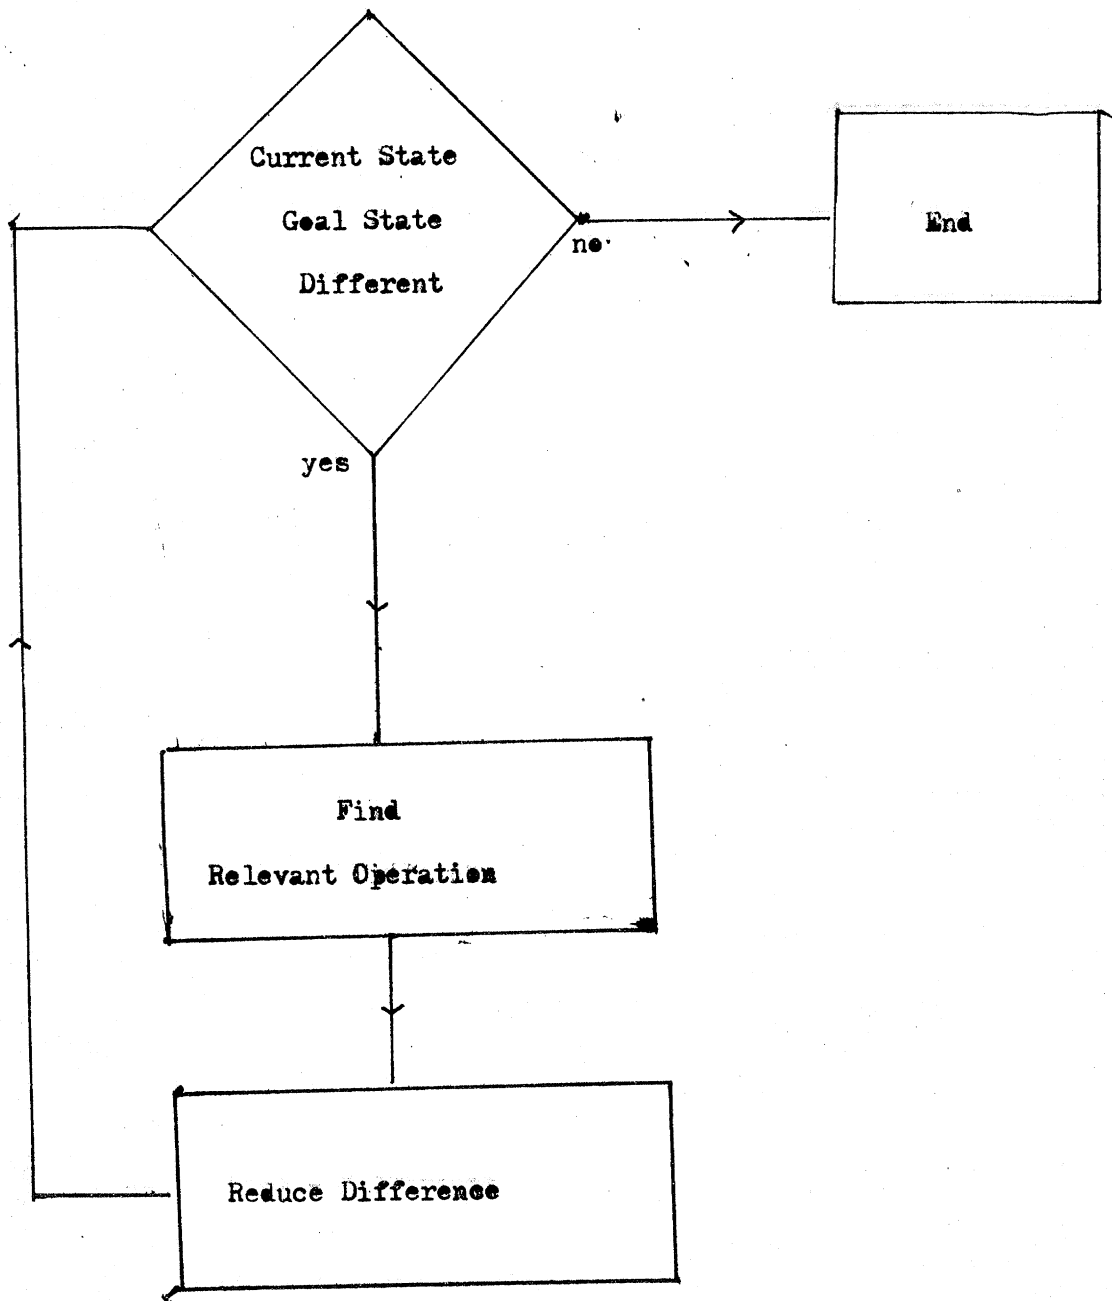 Current State
Goal State
Different
no
End
yes
Find
Relevant Operation
Reduce Difference